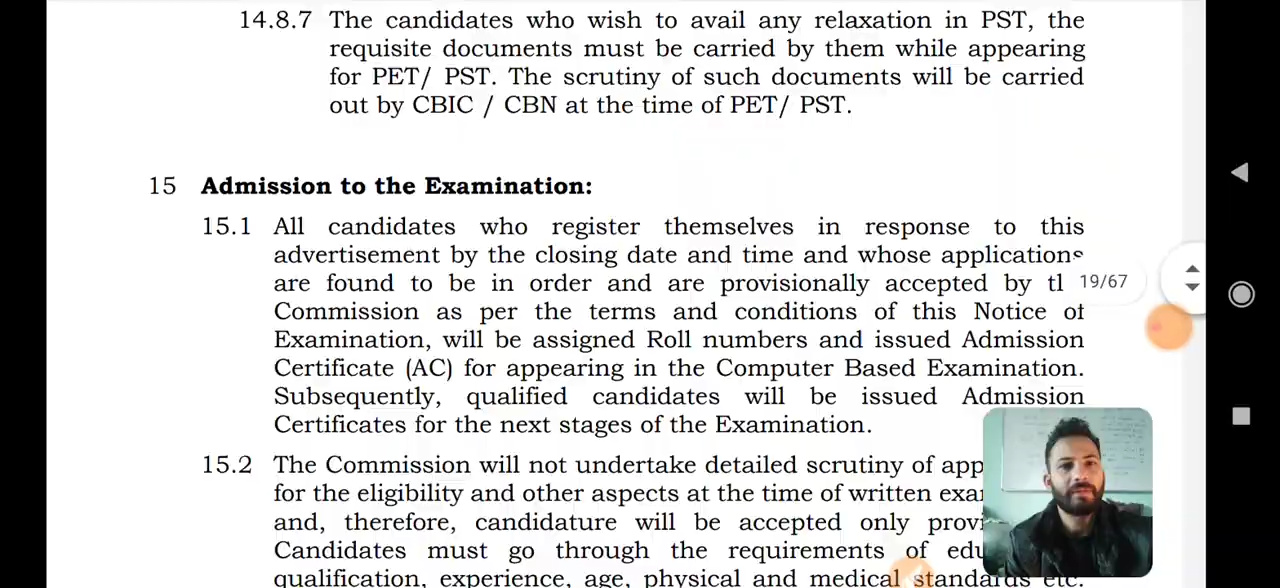 14.8.7 The candidates who wish to avail any relaxation in PST, the
requisite documents must be carried by them while appearing
for PET/ PST. The scrutiny of such documents will be carried
out by CBIC / CBN at the time of PET/ PST.
15 Admission to the Examination:
15.1 All candidates who register themselves in response to this
advertisement by the closing date and time and whose applications
are found to be in order and are provisionally accepted by
19/67
Commission as per the terms and conditions of this Notice of
Examination, will be assigned Roll numbers and issued Admission
Certificate (AC) for appearing in the Computer Based Examination.
Subsequently, qualified candidates will be issued Admission
Certificates for the next stages of the Examination.
15.2 The Commission will not undertake detailed scrutiny of
for the eligibility and other aspects at the time of written
and, therefore, candidature will be accepted only
Candidates must go through the requirements of
qualification, experience, age, physical and medical standards etc.